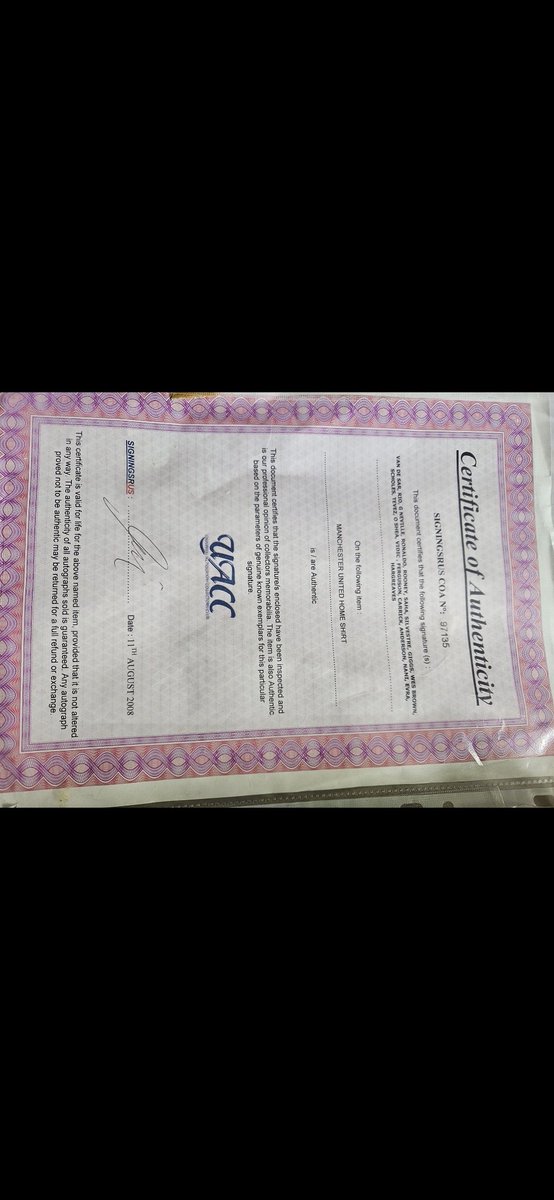 Certificate of Authenticity
SIGNINGSRUS COA Nº: 97135
This document certifies that the following signature (s) :
VAN DE SAR, RIO, G NEVILLE, RONALDO, ROONEY, SAHA, SILVESTRE, GIGGS, WES BROWN,
SCHOLES, TEVEZ, O SHEA, VIDIC, FERGUSON, CARRICK, ANDERSON, NANI, EVRA,
HARGREAVES
On the following item :
MANCHESTER UNITED HOME SHIRT
is / are Authentic
This document certifies that the signature/s enclosed have been inspected and
is our professional opinion of collectors memorabilia. The item is also Authentic
based on the parameters of genuine known exemplars for this particular
signature.
UACC
SIGNINGSRUS: Date : 11TH AUGUST 2008
This certificate is valid for life for the above named item, provided that it is not altered
in any way. The authenticity of all autographs sold is guaranteed. Any autograph
proved not to be authentic may be returned for a full refund or exchange